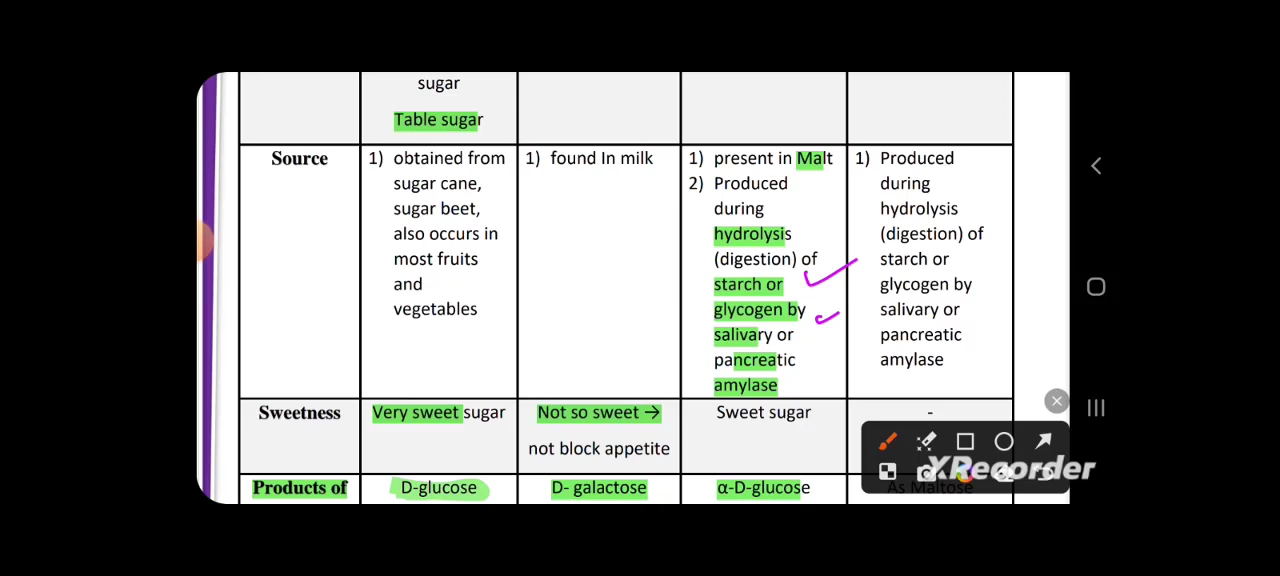 sugar
Table sugar
Source
1) obtained from
sugar cane,
sugar beet,
also occurs in
most fruits
and
vegetables
1) found In milk
1) present in Malt
2) Produced
during
hydrolysis
(digestion) of
starch or
glycogen by
salivary or
pancreatic
amylase
1) Produced
during
hydrolysis
(digestion) of
starch or
glycogen by
salivary or
pancreatic
amylase
Sweetness
Very sweet sugar
Not so sweet →
not block appetite
Sweet sugar
-
Products of
D-glucose
D- galactose
α-D-glucose
As Maltose
XRecorder